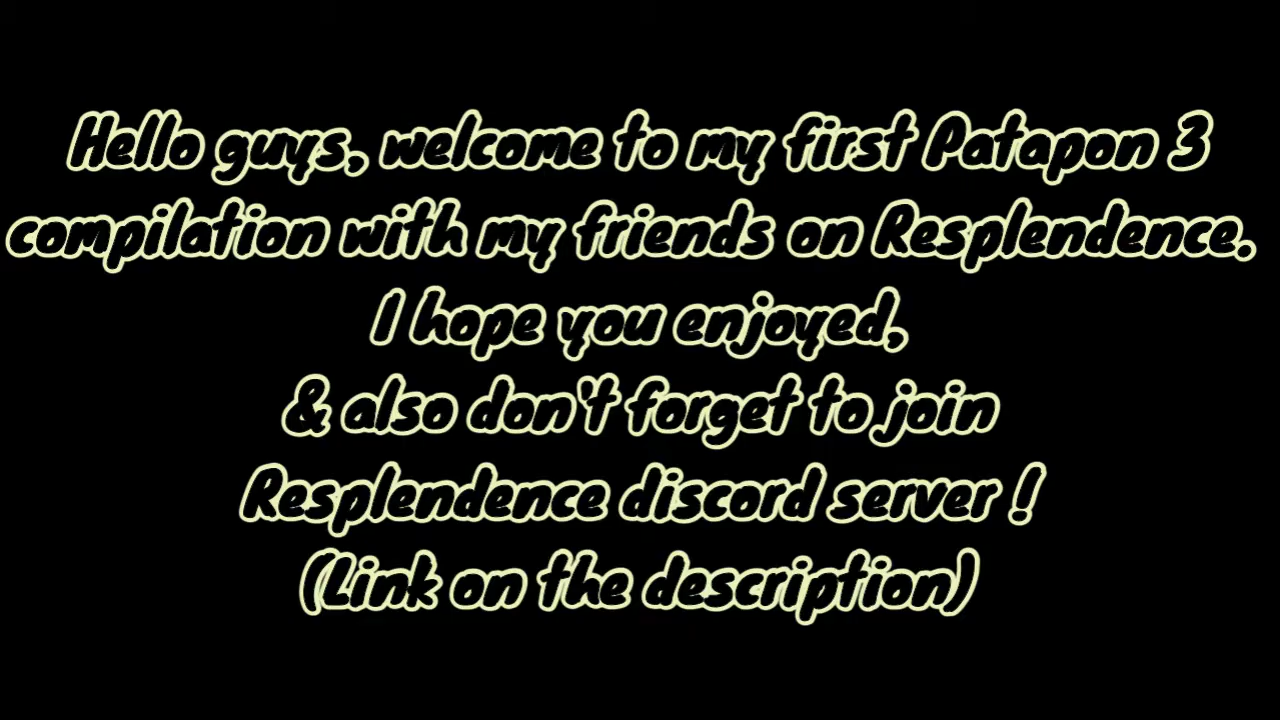 Hello guys, welcome to my first Patapon 3
compilation with my friends on Resplendence.
I hope you enjoyed,
& also don't forget to join
Resplendence discord server !
(Link on the description)